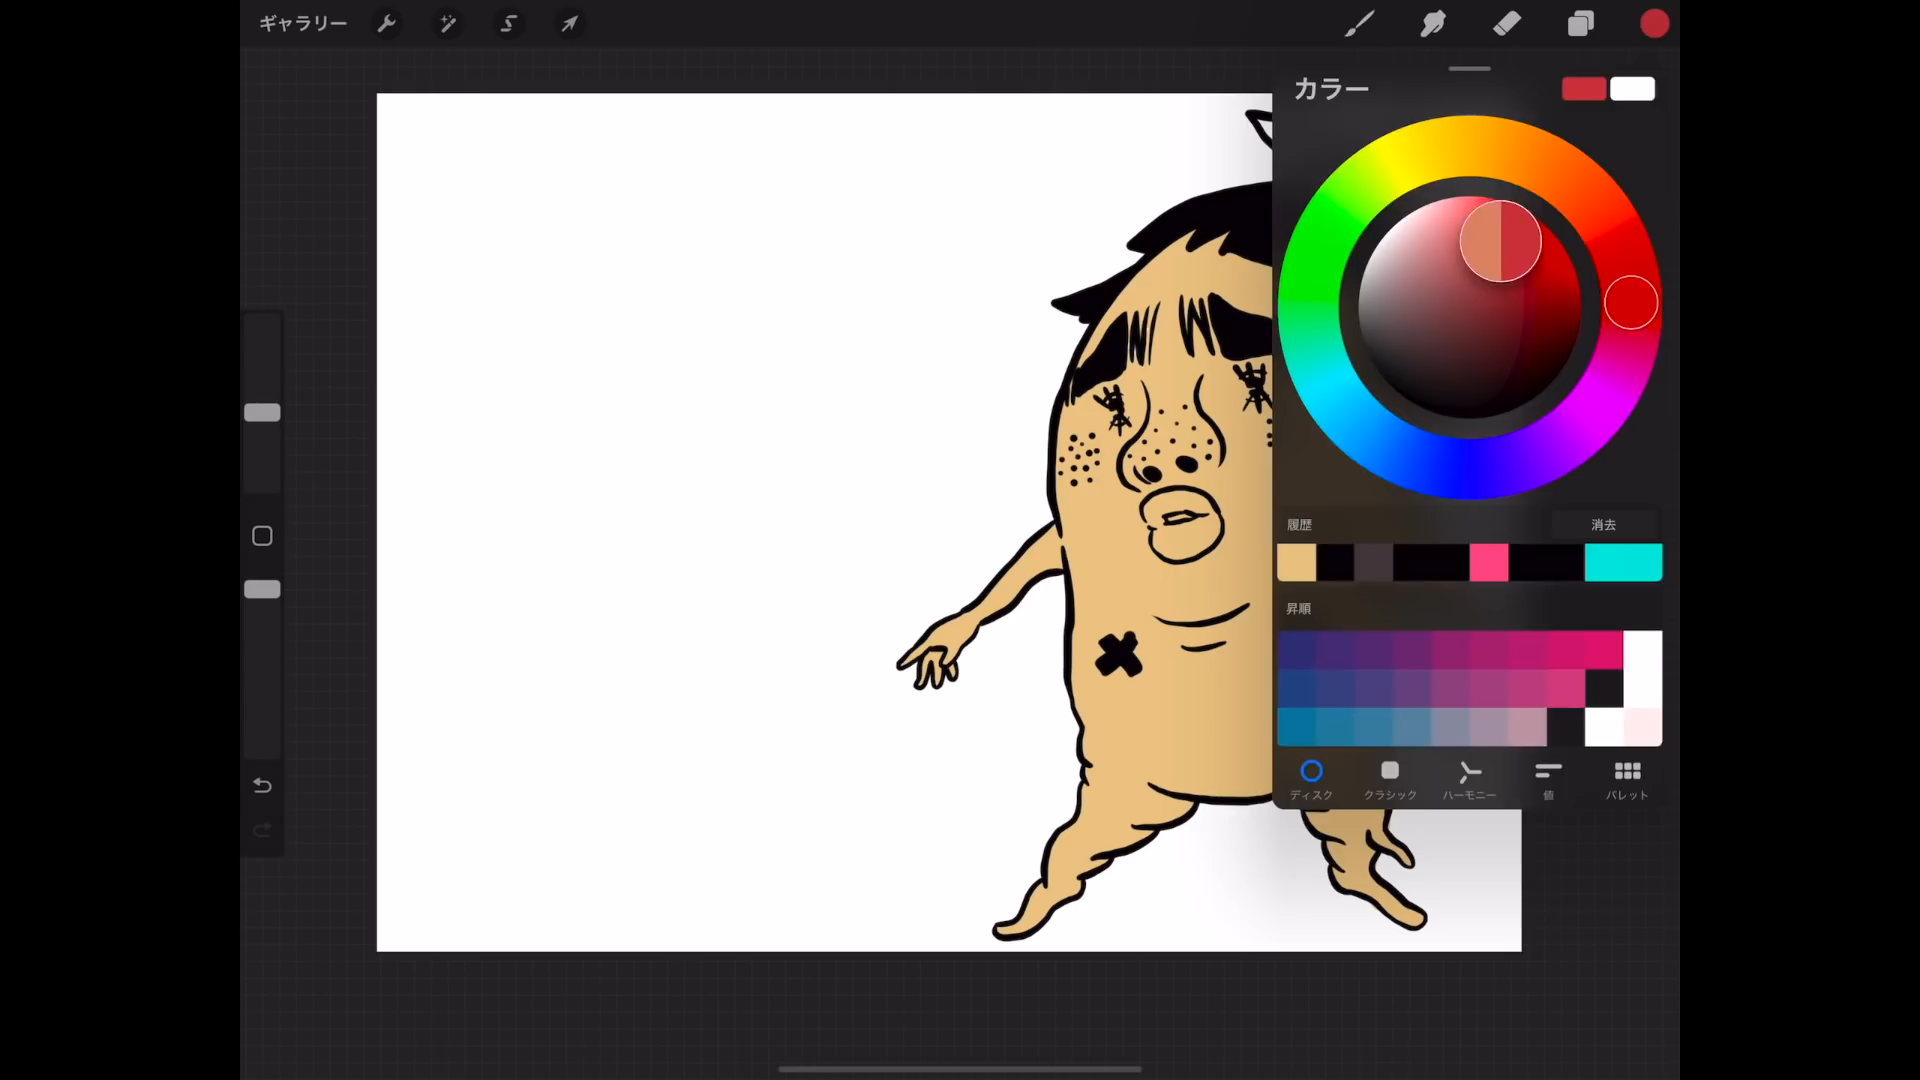 ギャラリー
カラー
履歴
消去
昇順
ディスク
クラシック
ハーモニー
値
パレット